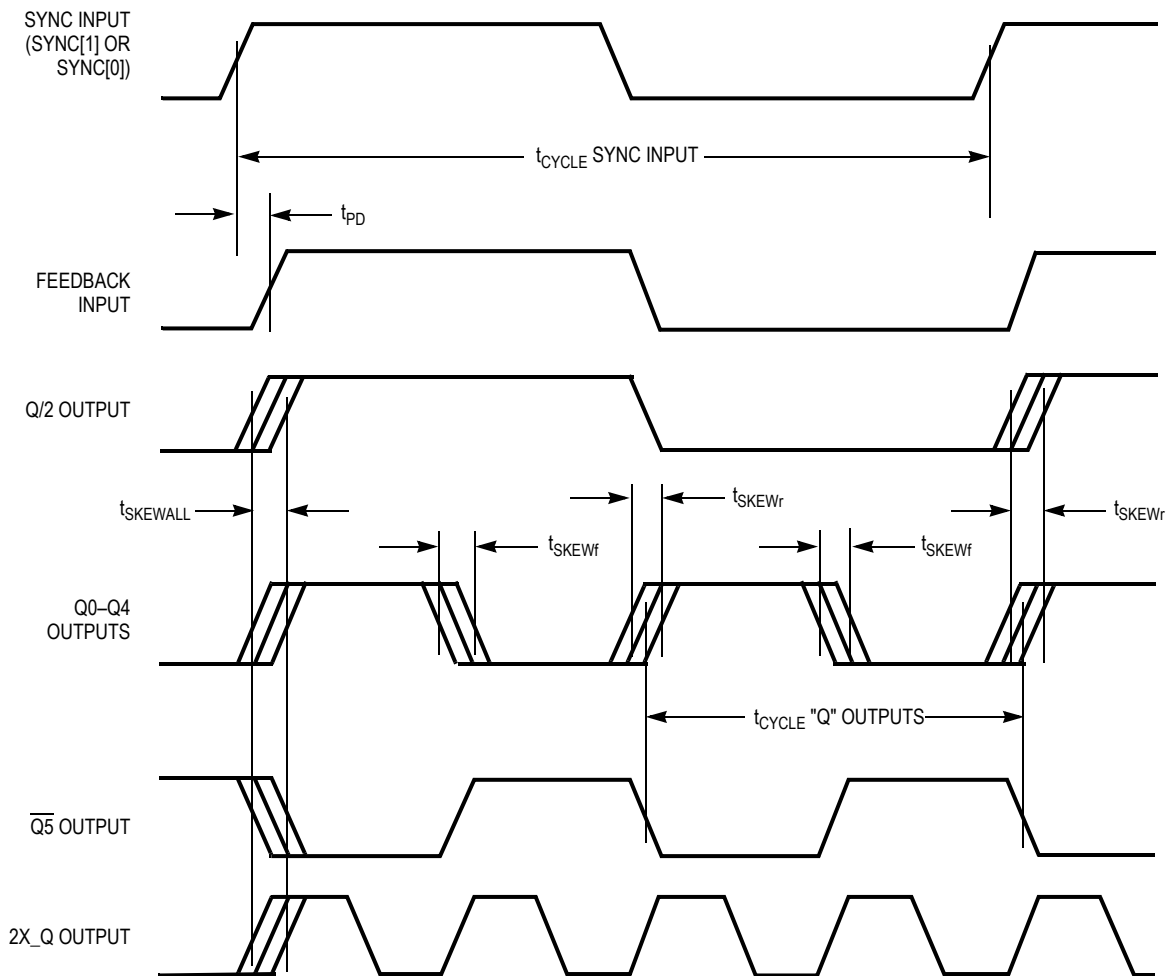 SYNC INPUT
(SYNC[1] OR
SYNC[0])
tCYCLE SYNC INPUT
tPD
FEEDBACK
INPUT
Q/2 OUTPUT
tSKEWALL
tSKEWr
tSKEWr
tSKEWf
tSKEWf
Q0–Q4
OUTPUTS
tCYCLE "Q" OUTPUTS
Q5 OUTPUT
2X_Q OUTPUT